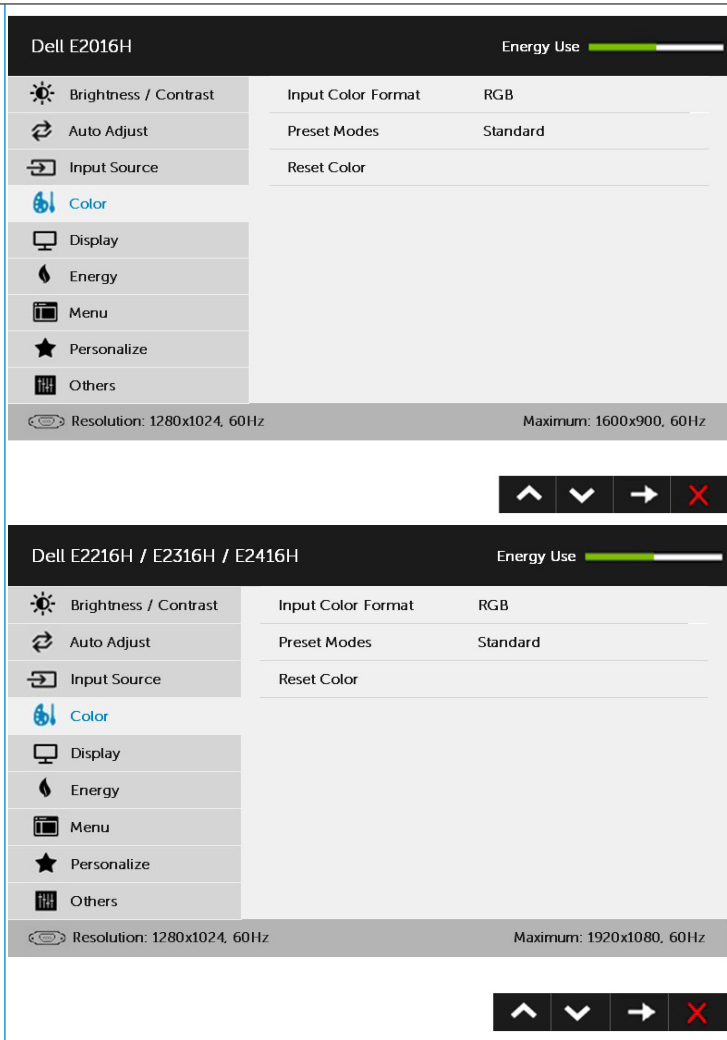 Dell E2016H Energy Use
Brightness / Contrast Input Color Format RGB
Auto Adjust Preset Modes Standard
Input Source Reset Color
Color
Display
Energy
Menu
Personalize
Others
Resolution: 1280x1024, 60Hz Maximum: 1600x900, 60Hz
Dell E2216H / E2316H / E2416H Energy Use
Brightness / Contrast Input Color Format RGB
Auto Adjust Preset Modes Standard
Input Source Reset Color
Color
Display
Energy
Menu
Personalize
Others
Resolution: 1280x1024, 60Hz Maximum: 1920x1080, 60Hz